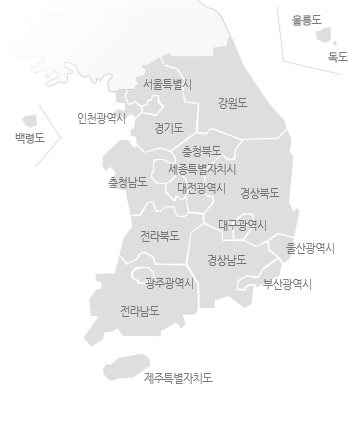 울릉도
독도
서울특별시
강원도
인천광역시
경기도
백령도
충청북도
세종특별자치시
충청남도
대전광역시
경상북도
대구광역시
전라북도
울산광역시
경상남도
광주광역시
부산광역시
전라남도
제주특별자치도